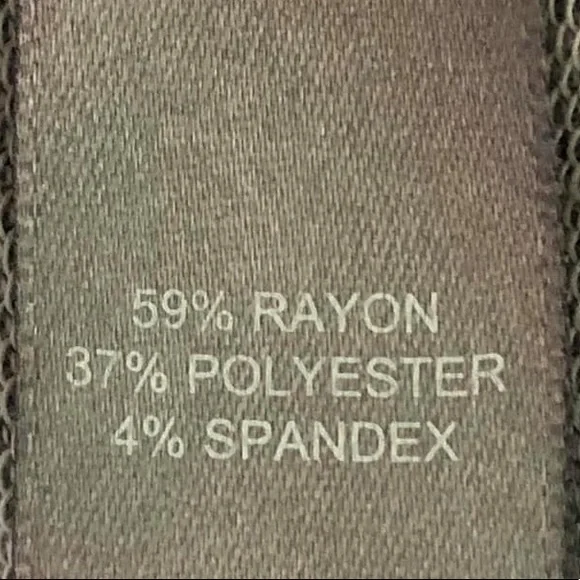 59% RAYON
37% POLYESTER
4% SPANDEX